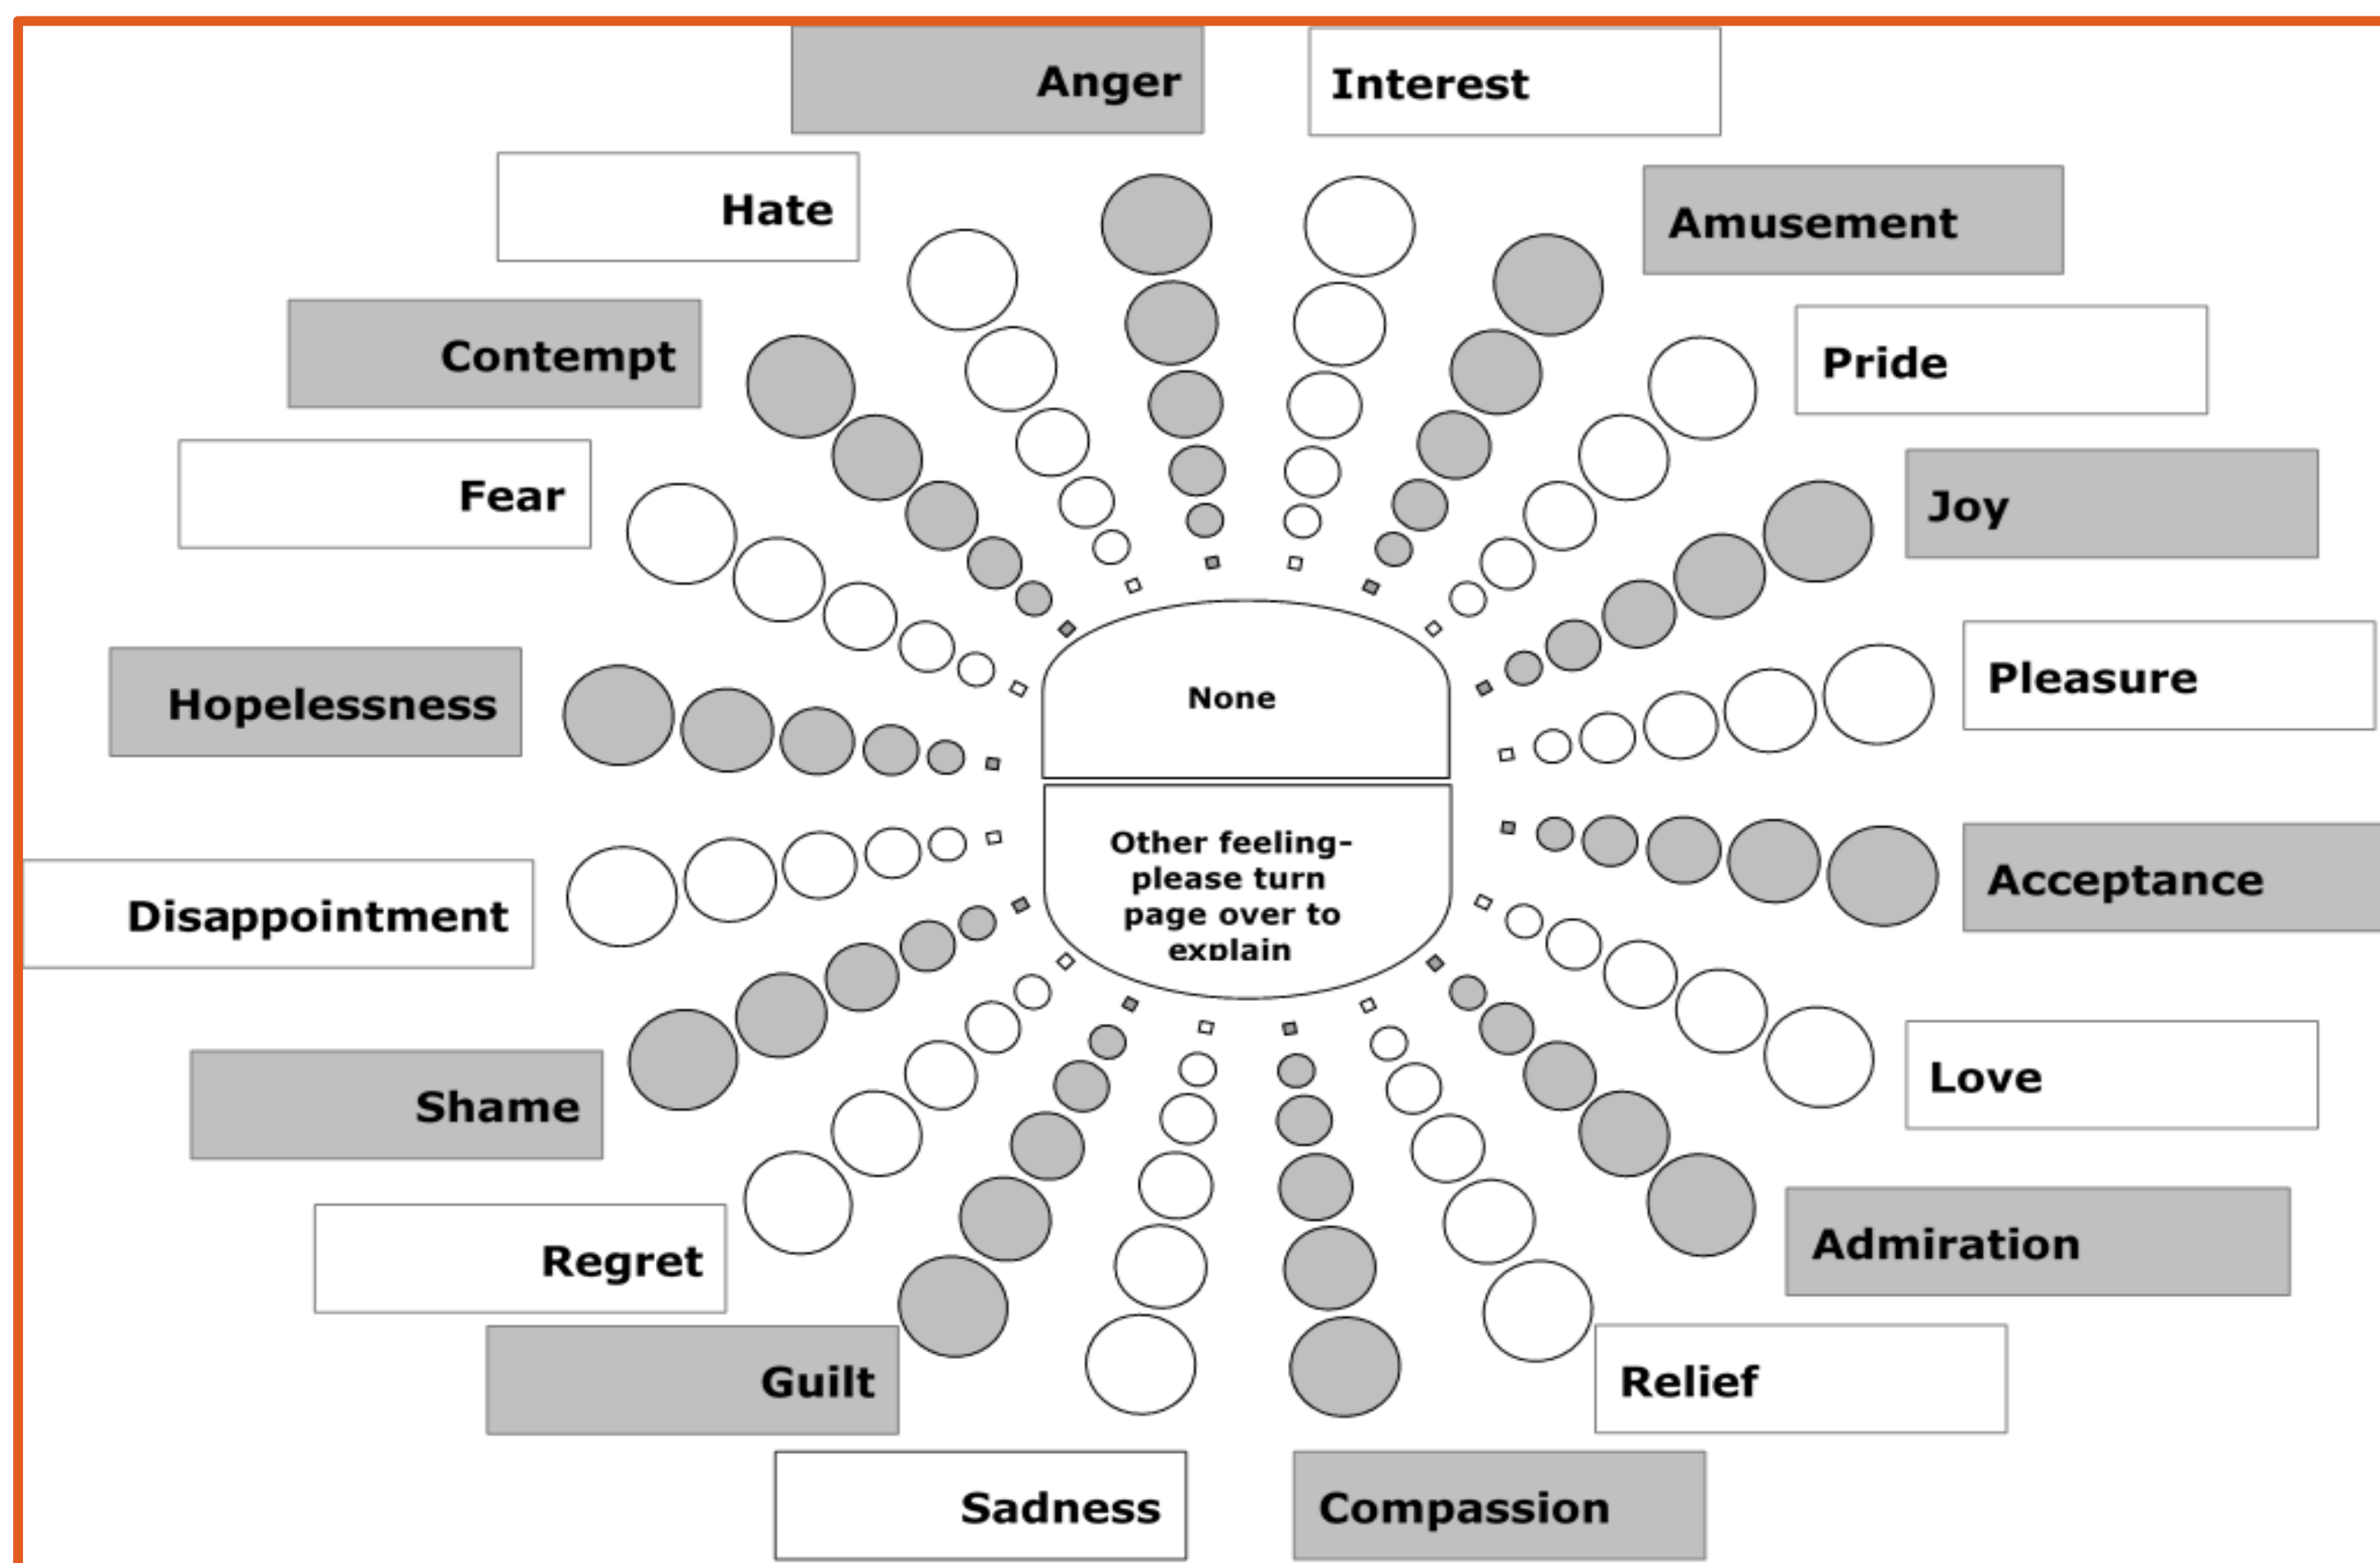 Anger
Interest
Hate
Amusement
Contempt
Pride
Fear
Joy
Hopelessness
None
Pleasure
Other feeling-
please turn
page over to
explain
Disappointment
Acceptance
Shame
Love
Regret
Admiration
Guilt
Relief
Sadness
Compassion